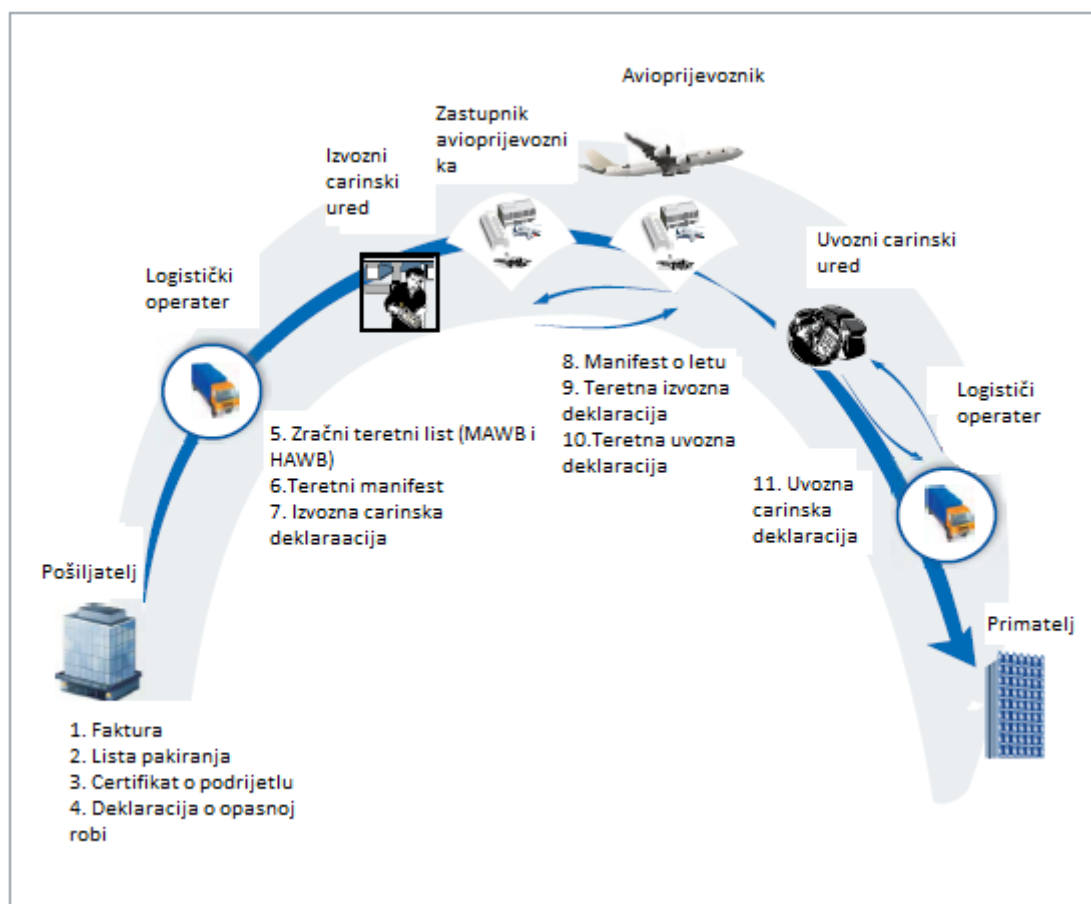 Avioprijevoznik
Zastupnik
avioprijevozni
ka
Izvozni
carinski
ured
Uvozni carinski
ured
Logistički
operater
8. Manifest o letu
9. Teretna izvozna
deklaracija
10.Teretna uvozna
deklaracija
Logističi
operater
5. Zračni teretni list (MAWB i
HAWB)
6.Teretni manifest
7. Izvozna carinska
deklaraacija
11. Uvozna
carinska
deklaracija
Pošiljatelj
Primatelj
1. Faktura
2. Lista pakiranja
3. Certifikat o podrijetlu
4. Deklaracija o opasnoj
robi